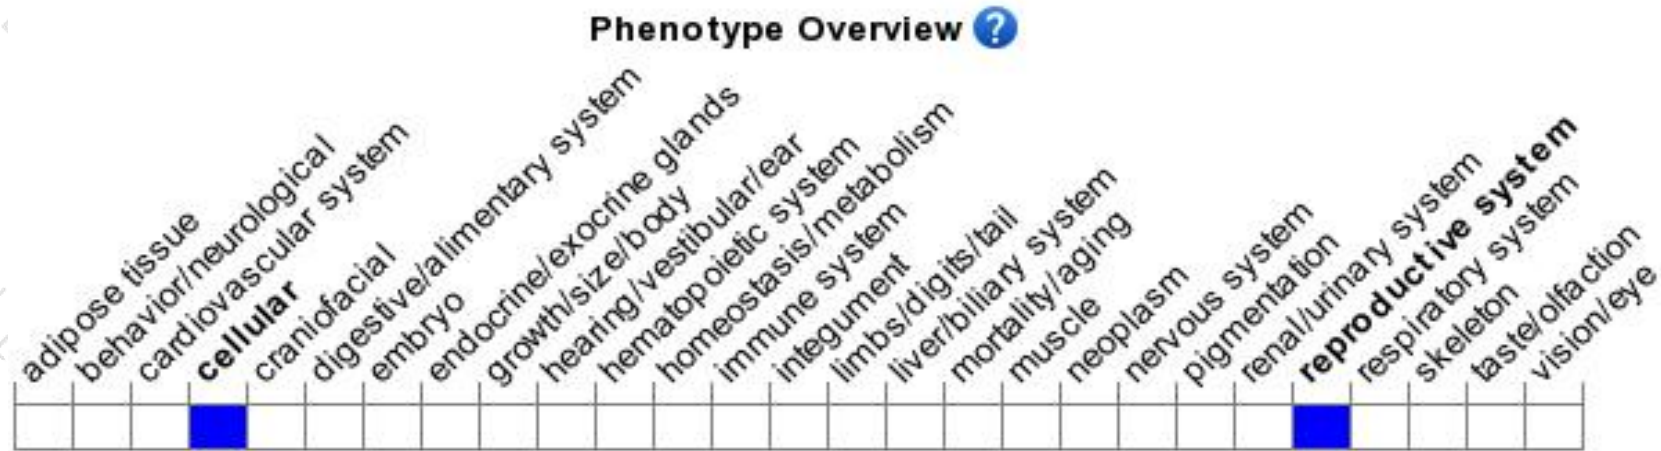 Phenotype Overview ?
adipose tissue
behavior/neurological
cardiovascular system
cellular
craniofacial
digestive/alimentary system
embryo
endocrine/exocrine glands
growth/size/body
hearing/vestibular/ear
hematopoietic system
homeostasis/metabolism
immune system
integument
limbs/digits/tail
liver/biliary system
mortality/aging
muscle
neoplasm
nervous system
pigmentation
renal/urinary system
reproductive system
respiratory system
skeleton
taste/olfaction
vision/eye